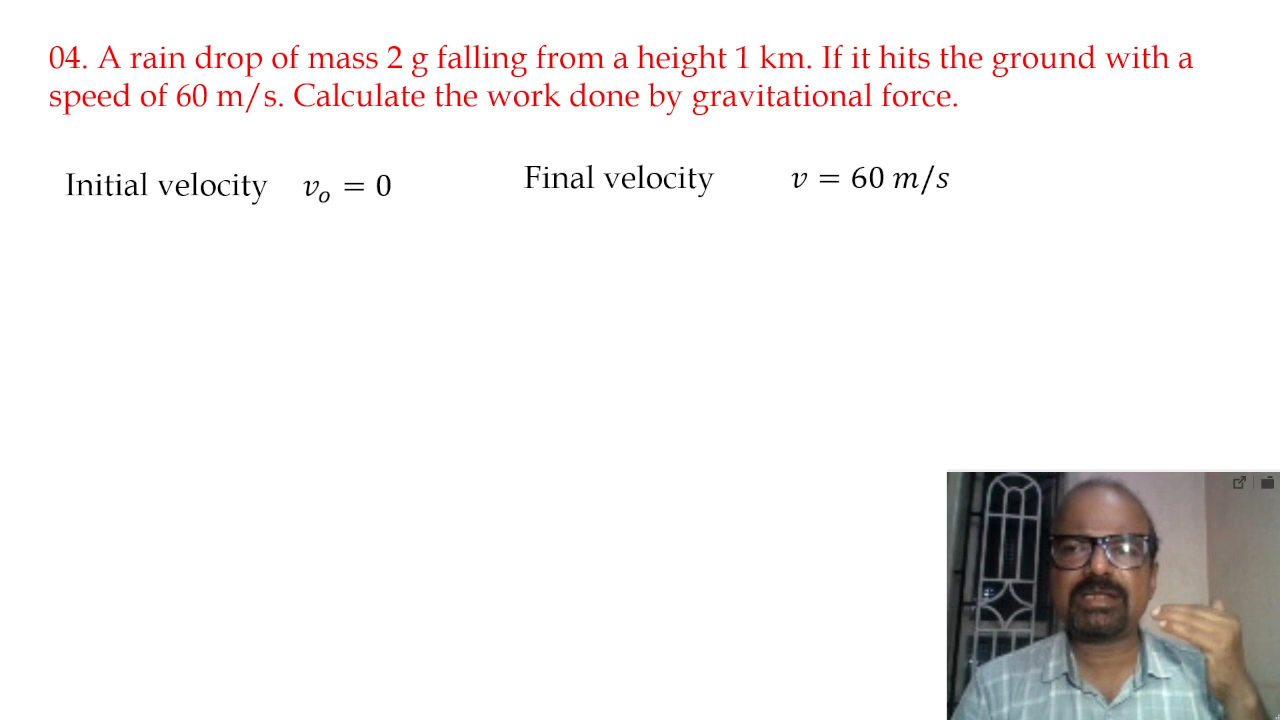 04. A rain drop of mass 2 g falling from a height 1 km. If it hits the ground with a
speed of 60 m/s. Calculate the work done by gravitational force.
Initial velocity v₀ = 0 Final velocity v = 60 m/s